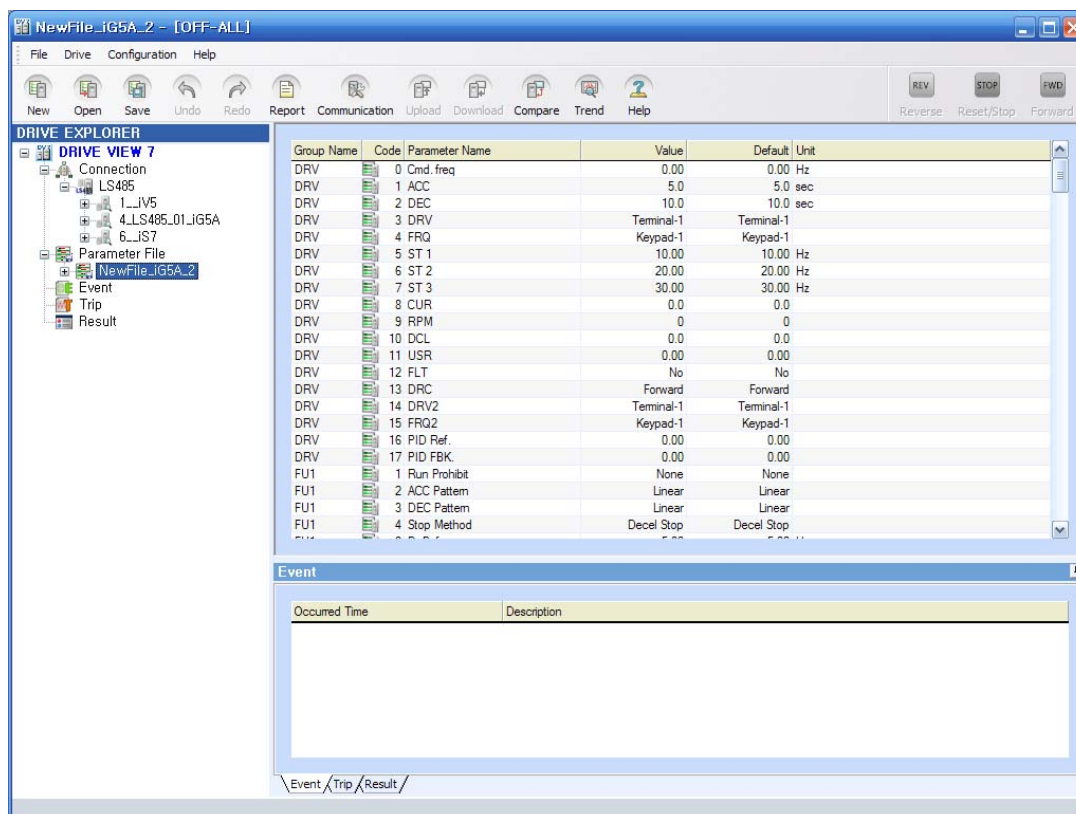 NewFile_iG5A_2 - [OFF-ALL]
File Drive Configuration Help
New Open Save Undo Redo Report Communication Upload Download Compare Trend Help REV Reverse STOP Reset/Stop FWD Forward
DRIVE EXPLORER
DRIVE VIEW 7
Connection
LS485
1__iV5
4_LS485_01_iG5A
6__iS7
Parameter File
NewFile_iG5A_2
Event
Trip
Result
Group Name Code Parameter Name Value Default Unit
DRV 0 Cmd. freq 0.00 0.00 Hz
DRV 1 ACC 5.0 5.0 sec
DRV 2 DEC 10.0 10.0 sec
DRV 3 DRV Terminal-1 Terminal-1
DRV 4 FRQ Keypad-1 Keypad-1
DRV 5 ST 1 10.00 10.00 Hz
DRV 6 ST 2 20.00 20.00 Hz
DRV 7 ST 3 30.00 30.00 Hz
DRV 8 CUR 0.0 0.0
DRV 9 RPM 0 0
DRV 10 DCL 0.0 0.0
DRV 11 USR 0.00 0.00
DRV 12 FLT No No
DRV 13 DRC Forward Forward
DRV 14 DRV2 Terminal-1 Terminal-1
DRV 15 FRQ2 Keypad-1 Keypad-1
DRV 16 PID Ref. 0.00 0.00
DRV 17 PID FBK. 0.00 0.00
FU1 1 Run Prohibit None None
FU1 2 ACC Pattern Linear Linear
FU1 3 DEC Pattern Linear Linear
FU1 4 Stop Method Decel Stop Decel Stop
Event
Occurred Time Description
Event Trip Result